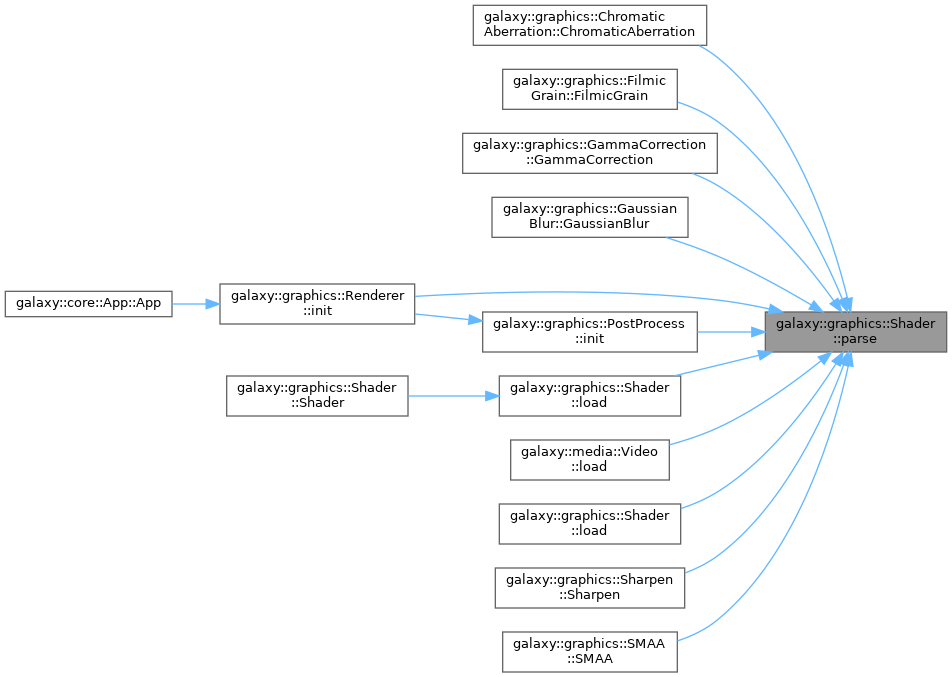 galaxy::graphics::Chromatic
Aberration::ChromaticAberration
galaxy::graphics::Filmic
Grain::FilmicGrain
galaxy::graphics::GammaCorrection
::GammaCorrection
galaxy::graphics::Gaussian
Blur::GaussianBlur
galaxy::core::App::App
galaxy::graphics::Renderer
::init
galaxy::graphics::PostProcess
::init
galaxy::graphics::Shader
::parse
galaxy::graphics::Shader
::Shader
galaxy::graphics::Shader
::load
galaxy::media::Video
::load
galaxy::graphics::Shader
::load
galaxy::graphics::Sharpen
::Sharpen
galaxy::graphics::SMAA
::SMAA